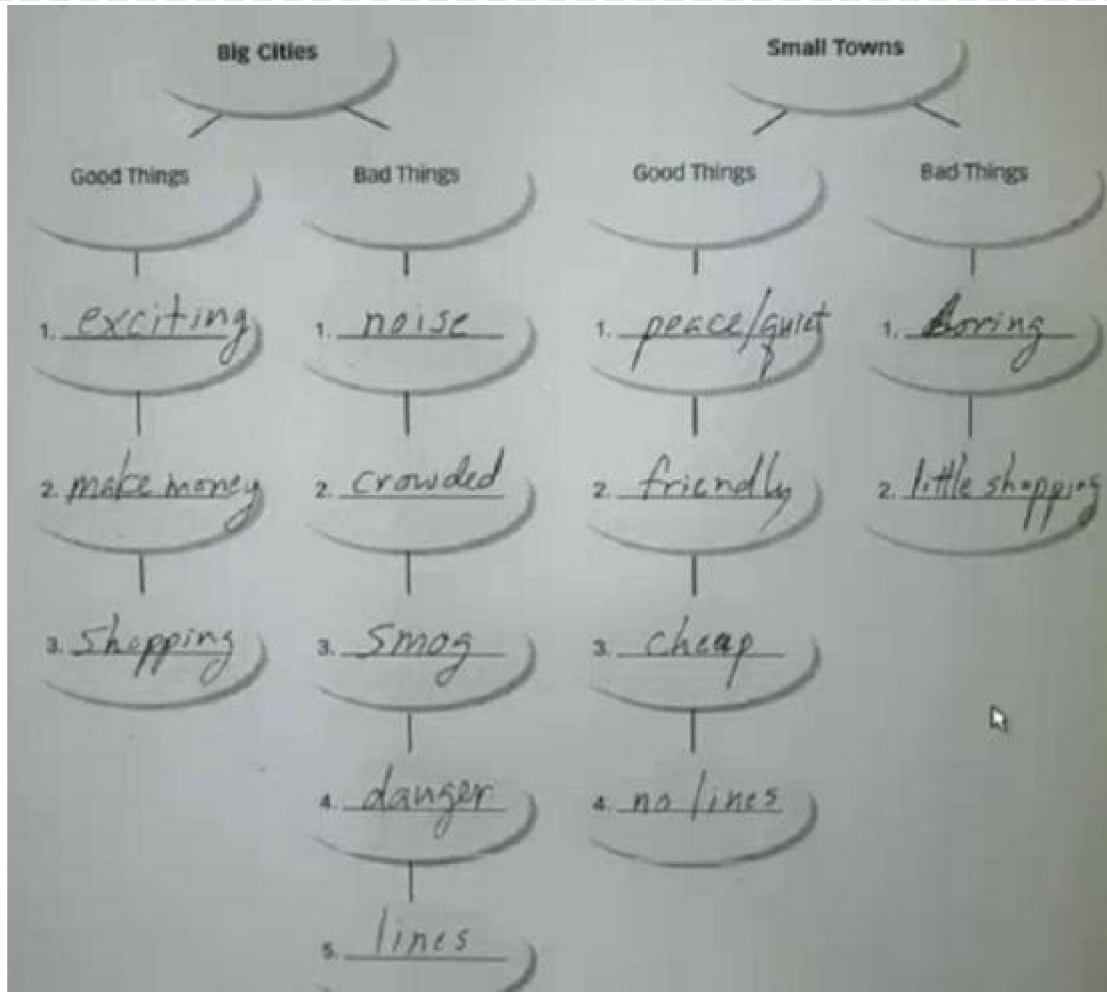 Big Cities
Small Towns
Good Things
Bad Things
Good Things
Bad Things
1. exciting
1. noise
1. peace/quiet
1. Boring
2. make money
2. crowded
2. friendly
2. little shopping
3. Shopping
3. Smog
3. cheap
4. danger
4. no lines
5. lines